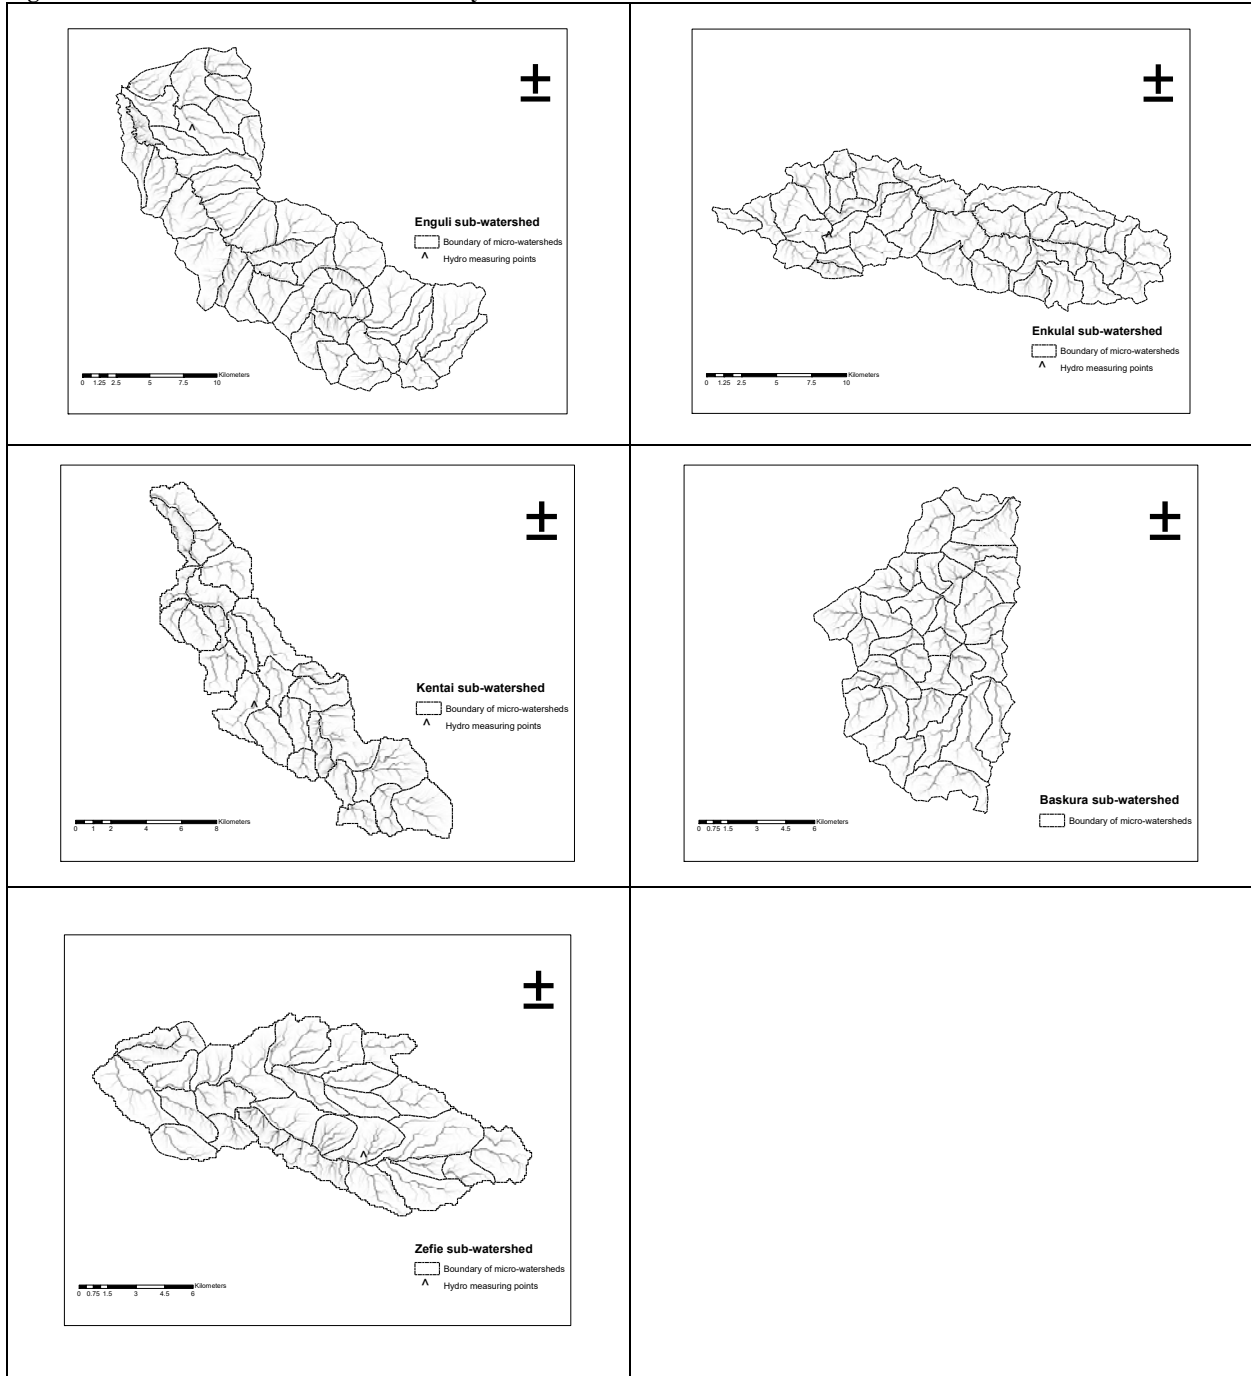 ±
Enguli sub-watershed
Boundary of micro-watersheds
^ Hydro measuring points
Kilometers
0 1.25 2.5 5 7.5 10
±
Enkulal sub-watershed
Boundary of micro-watersheds
^ Hydro measuring points
Kilometers
0 1.25 2.5 5 7.5 10
±
Kentai sub-watershed
Boundary of micro-watersheds
^ Hydro measuring points
Kilometers
0 1 2 4 6 8
±
Baskura sub-watershed
Boundary of micro-watersheds
Kilometers
0 0.75 1.5 3 4.5 6
±
Zefie sub-watershed
Boundary of micro-watersheds
^ Hydro measuring points
Kilometers
0 0.75 1.5 3 4.5 6